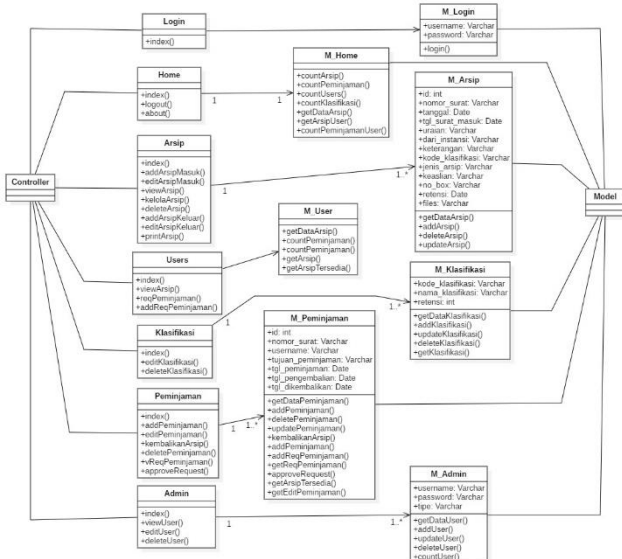 Controller
Login
+index()
Home
+index()
+logout()
+about()
Arsip
+index()
+addArsipMasuk()
+editArsipMasuk()
+viewArsip()
+kelolaArsip()
+deleteArsip()
+addArsipKeluar()
+editArsipKeluar()
+printArsip()
Users
+index()
+viewArsip()
+reqPeminjaman()
+addReqPeminjaman()
Klasifikasi
+index()
+editKlasifikasi()
+deleteKlasifikasi()
Peminjaman
+index()
+addPeminjaman()
+editPeminjaman()
+kembalikanArsip()
+deletePeminjaman()
+vReqPeminjaman()
+approveRequest()
Admin
+index()
+viewUser()
+editUser()
+deleteUser()
1
1
1
1..*
1
1..*
1
1..*
1
1..*
M_Home
+countArsip()
+countPeminjaman()
+countUsers()
+countKlasifikasi()
+getDataArsip()
+getArsipUser()
+countPeminjamanUser()
M_User
+getDataArsip()
+countPeminjaman()
+countPeminjaman()
+getArsip()
+getArsipTersedia()
M_Peminjaman
+id: int
+nomor_surat: Varchar
+username: Varchar
+tujuan_peminjaman: Varchar
+tgl_peminjaman: Date
+tgl_pengembalian: Date
+tgl_dikembalikan: Date
+getDataPeminjaman()
+addPeminjaman()
+deletePeminjaman()
+updatePeminjaman()
+kembalikanArsip()
+addPeminjaman()
+addReqPeminjaman()
+getReqPeminjaman()
+approveRequest()
+getArsipTersedia()
+getEditPeminjaman()
M_Login
+username: Varchar
+password: Varchar
+login()
M_Arsip
+id: int
+nomor_surat: Varchar
+tanggal: Date
+tgl_surat_masuk: Date
+uraian: Varchar
+dari_instansi: Varchar
+keterangan: Varchar
+kode_klasifikasi: Varchar
+jenis_arsip: Varchar
+keaslian: Varchar
+no_box: Varchar
+retensi: Date
+files: Varchar
+getDataArsip()
+addArsip()
+deleteArsip()
+updateArsip()
M_Klasifikasi
+kode_klasifikasi: Varchar
+nama_klasifikasi: Varchar
+retensi: int
+getDataKlasifikasi()
+addKlasifikasi()
+updateKlasifikasi()
+deleteKlasifikasi()
+getKlasifikasi()
M_Admin
+username: Varchar
+password: Varchar
+tipe: Varchar
+getDataUser()
+addUser()
+updateUser()
+deleteUser()
+countUser()
Model